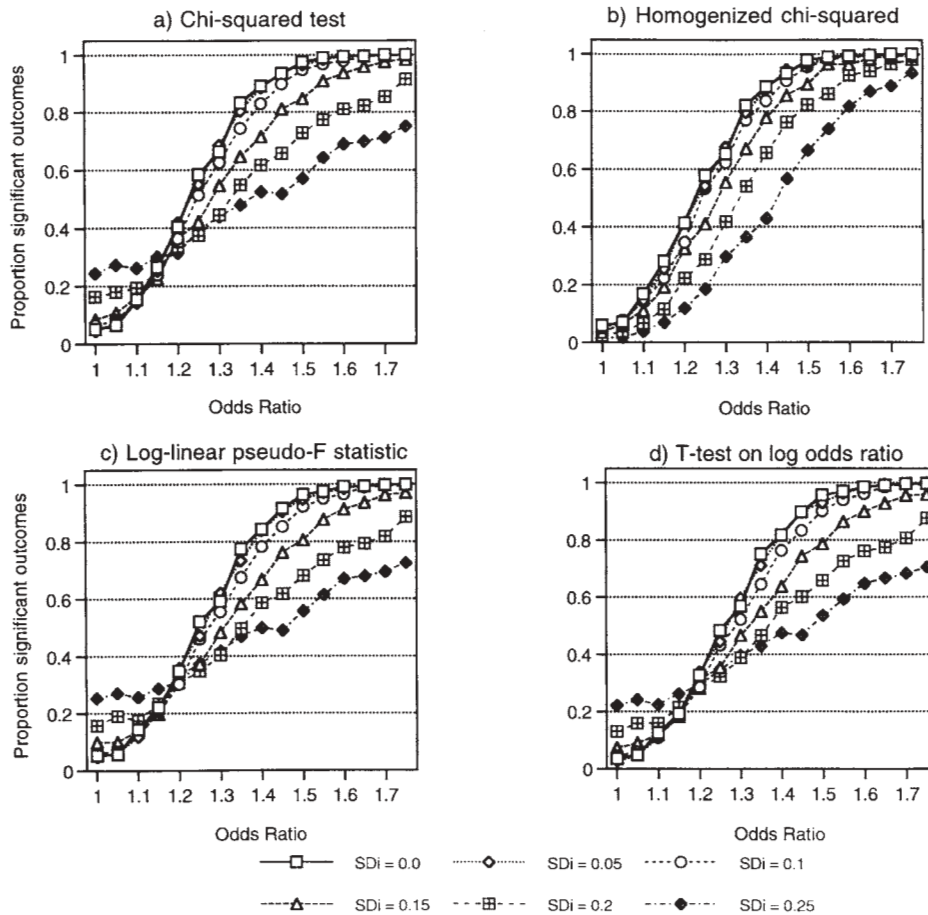 a) Chi-squared test
b) Homogenized chi-squared
Proportion significant outcomes
1
0.8
0.6
0.4
0.2
0
1 1.1 1.2 1.3 1.4 1.5 1.6 1.7
Odds Ratio
1
0.8
0.6
0.4
0.2
0
1 1.1 1.2 1.3 1.4 1.5 1.6 1.7
Odds Ratio
c) Log-linear pseudo-F statistic
d) T-test on log odds ratio
Proportion significant outcomes
1
0.8
0.6
0.4
0.2
0
1 1.1 1.2 1.3 1.4 1.5 1.6 1.7
Odds Ratio
1
0.8
0.6
0.4
0.2
0
1 1.1 1.2 1.3 1.4 1.5 1.6 1.7
Odds Ratio
SDi = 0.0 SDi = 0.05 SDi = 0.1
SDi = 0.15 SDi = 0.2 SDi = 0.25